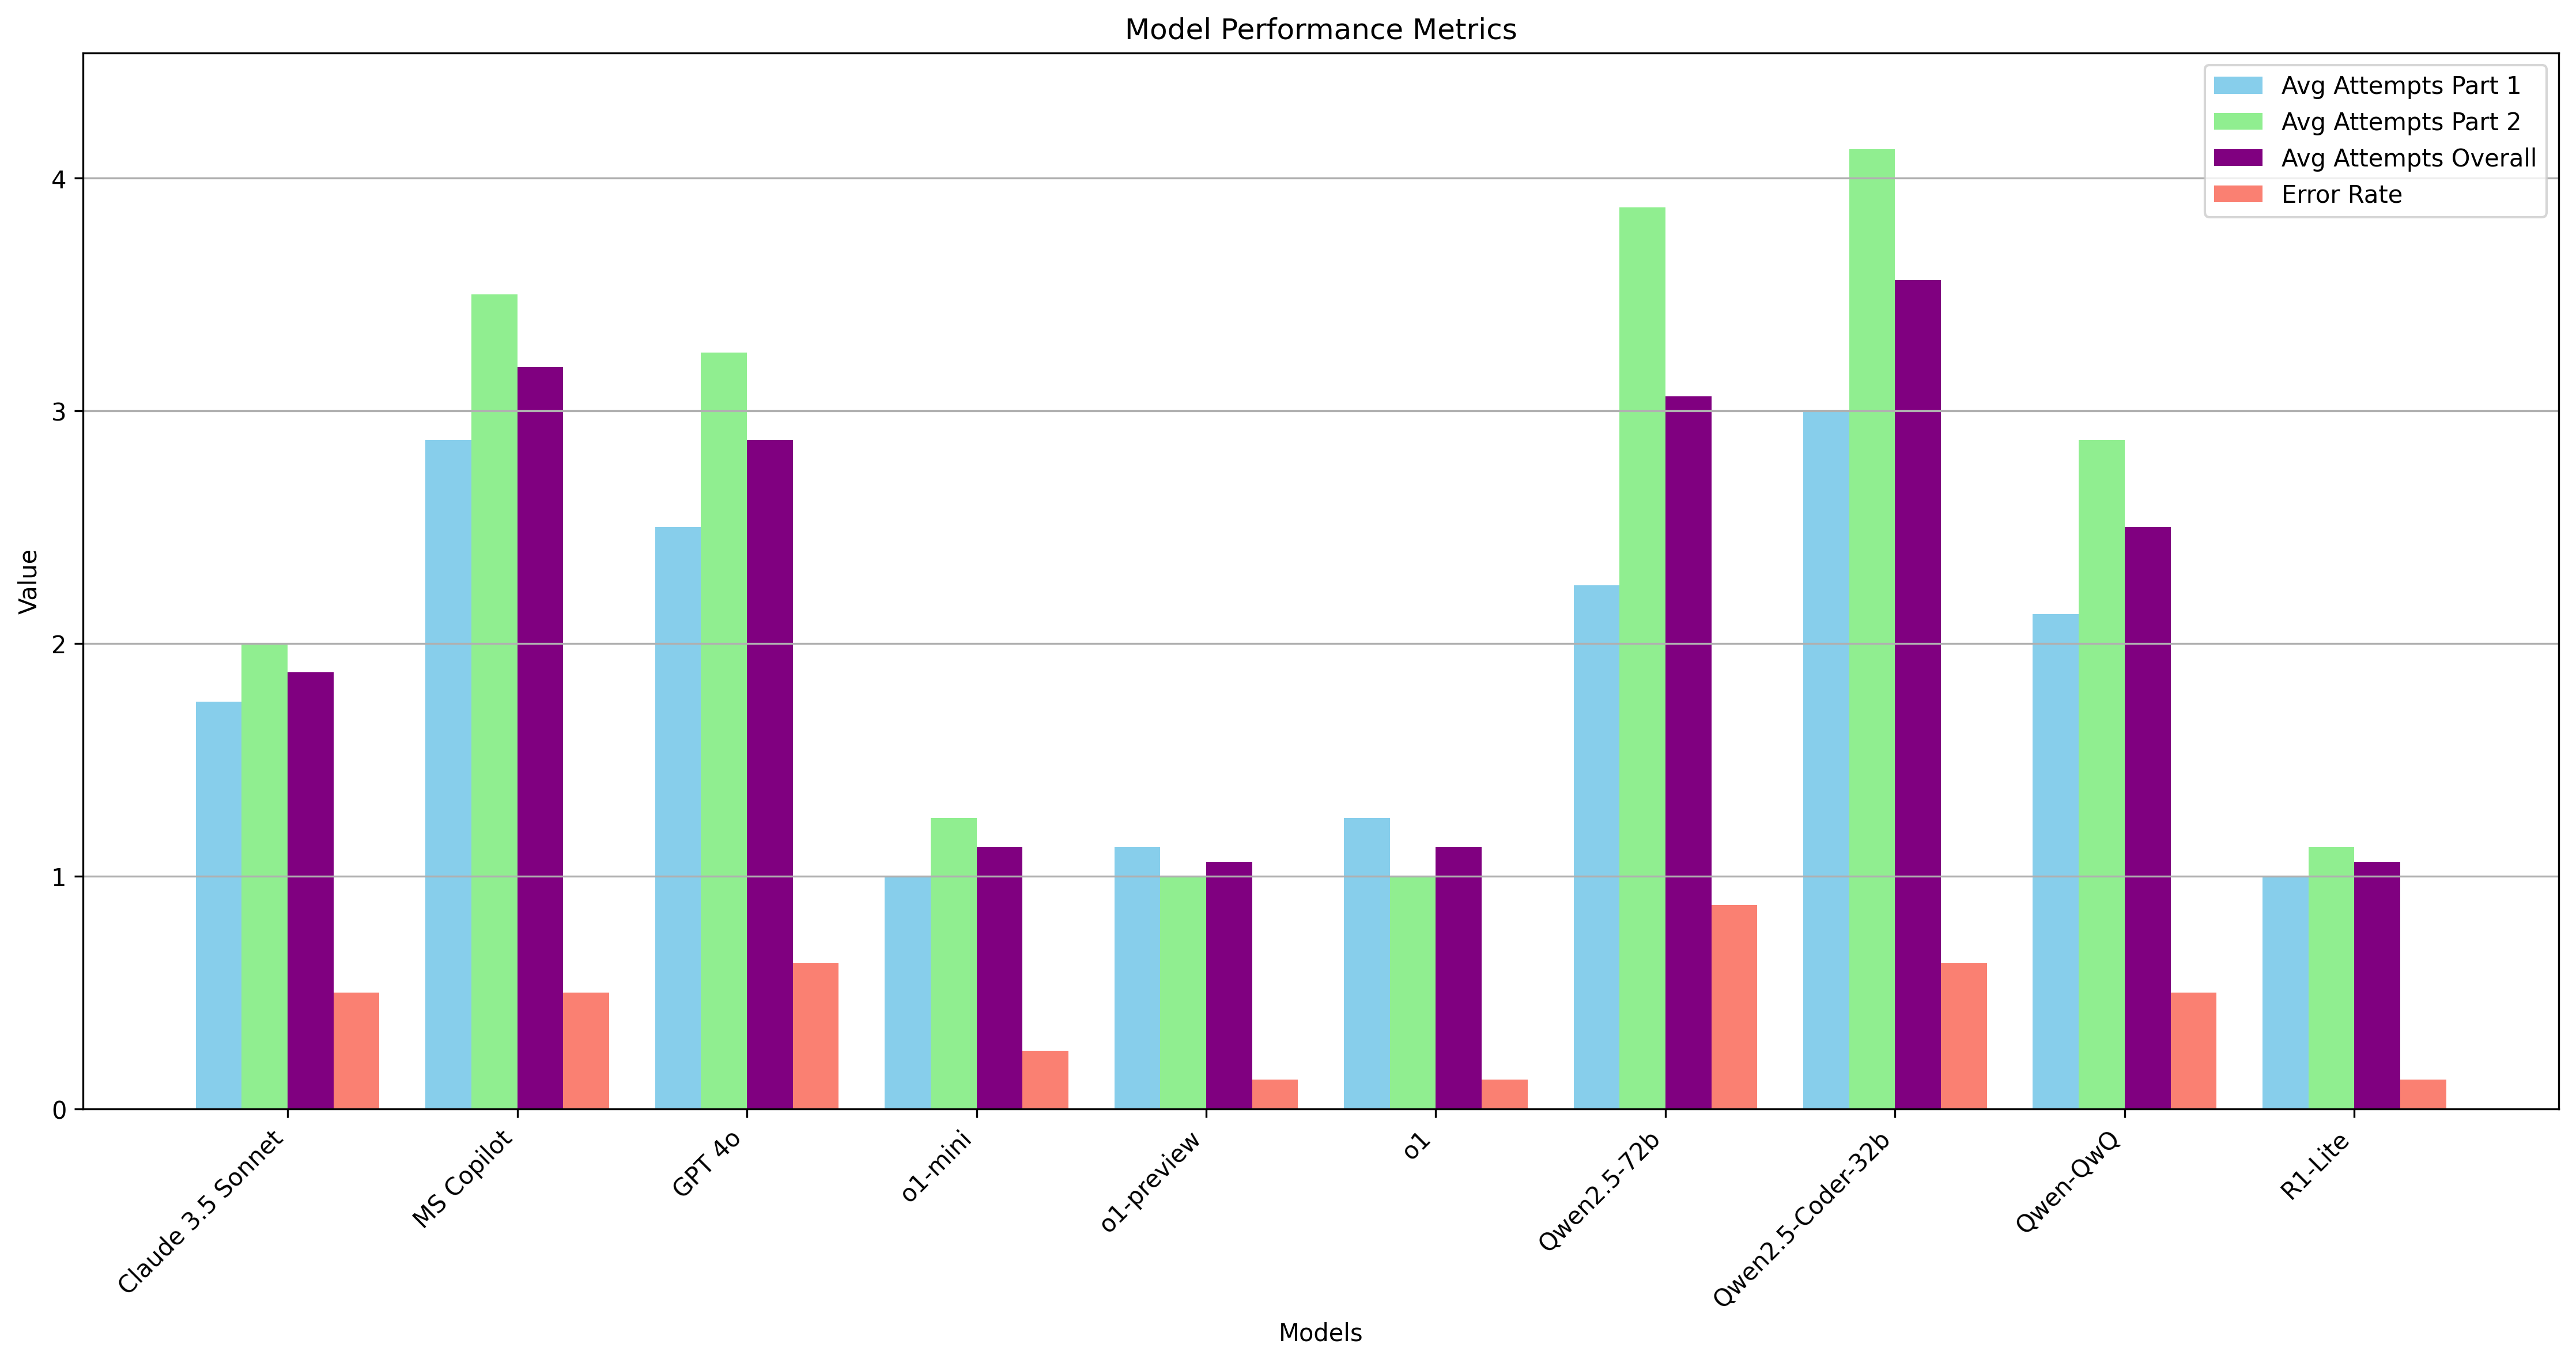 Model Performance Metrics
Avg Attempts Part 1
Avg Attempts Part 2
Avg Attempts Overall
Error Rate
Value
4
3
2
1
0
Claude 3.5 Sonnet
MS Copilot
GPT 4o
o1-mini
o1-preview
o1
Qwen2.5-72b
Qwen2.5-Coder-32b
Qwen-QwQ
R1-Lite
Models